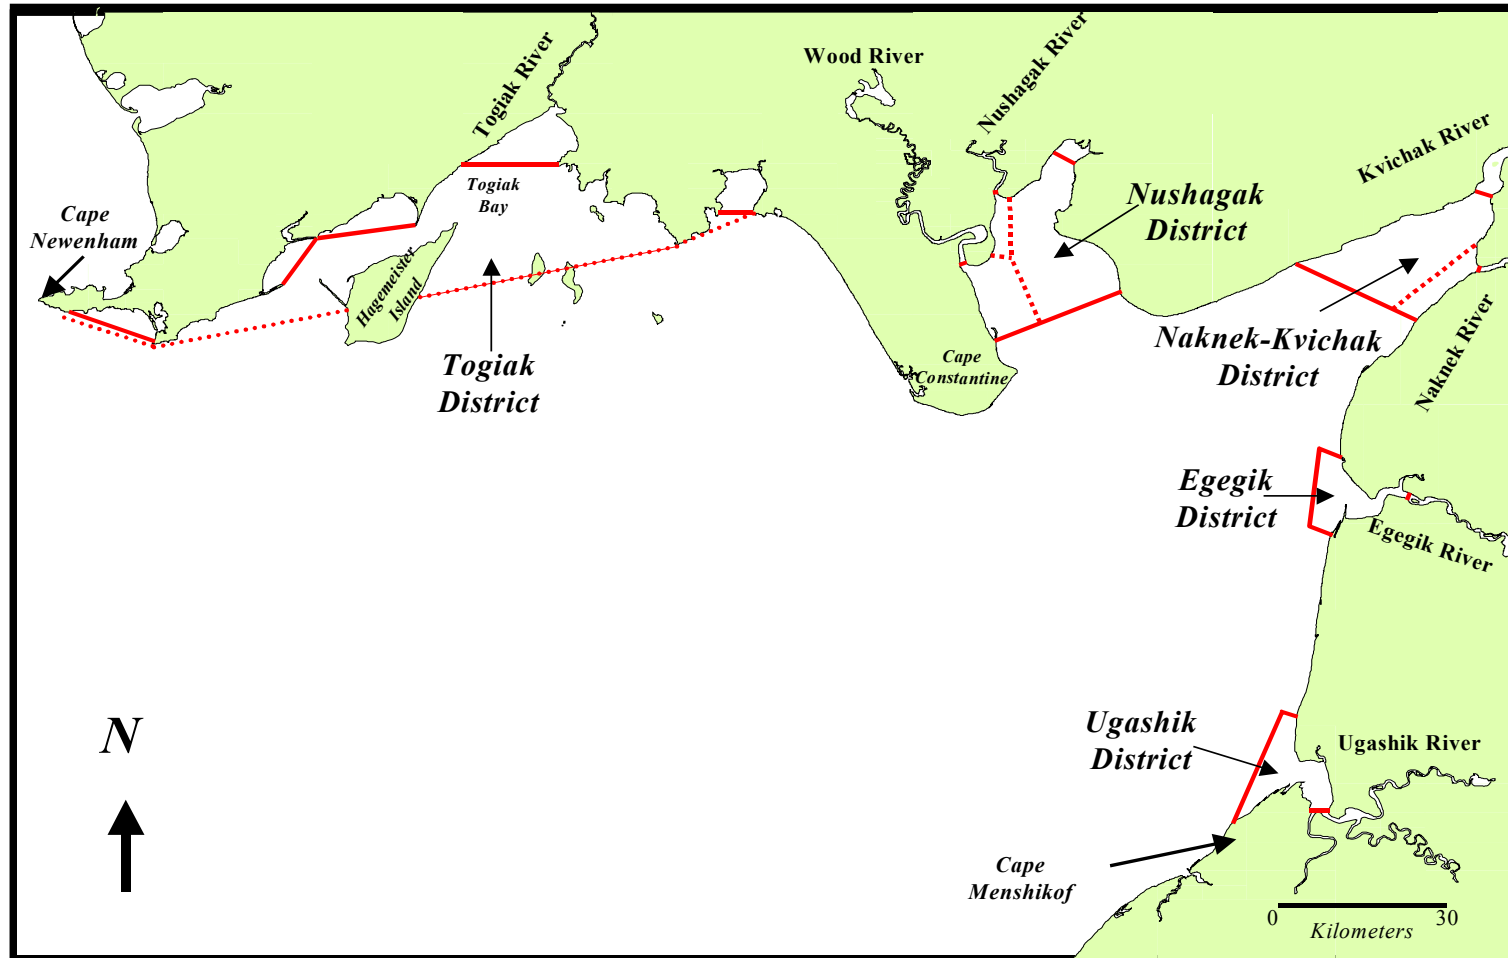 Wood River
Togiak River
Nushagak River
Kvichak River
Togiak
Bay
Cape
Newenham
Nushagak
District
Hagemeister
Island
Togiak
District
Cape
Constantine
Naknek-Kvichak
District
Naknek River
Egegik
District
Egegik River
N
Ugashik
District
Ugashik River
Cape
Menshikof
0 30
Kilometers